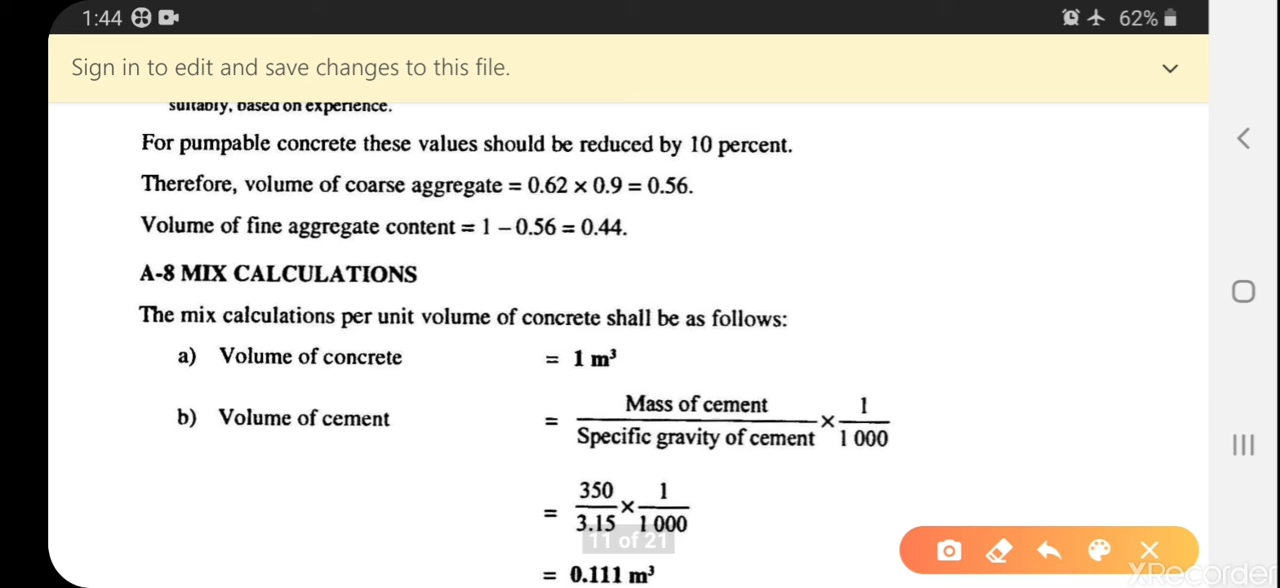 1:44
62%
Sign in to edit and save changes to this file.
suitably, based on experience.
For pumpable concrete these values should be reduced by 10 percent.
Therefore, volume of coarse aggregate = 0.62 × 0.9 = 0.56.
Volume of fine aggregate content = 1 – 0.56 = 0.44.
A-8 MIX CALCULATIONS
The mix calculations per unit volume of concrete shall be as follows:
a) Volume of concrete = 1 m³
b) Volume of cement = Mass of cement / Specific gravity of cement × 1 / 1 000
= 350 / 3.15 × 1 / 1 000
11 of 21
= 0.111 m³
XRecorder